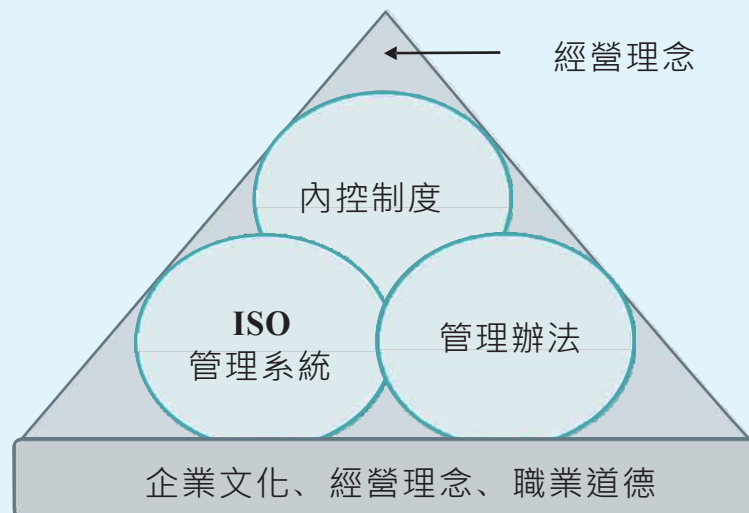 經營理念
內控制度
ISO
管理系統
管理辦法
企業文化、經營理念、職業道德